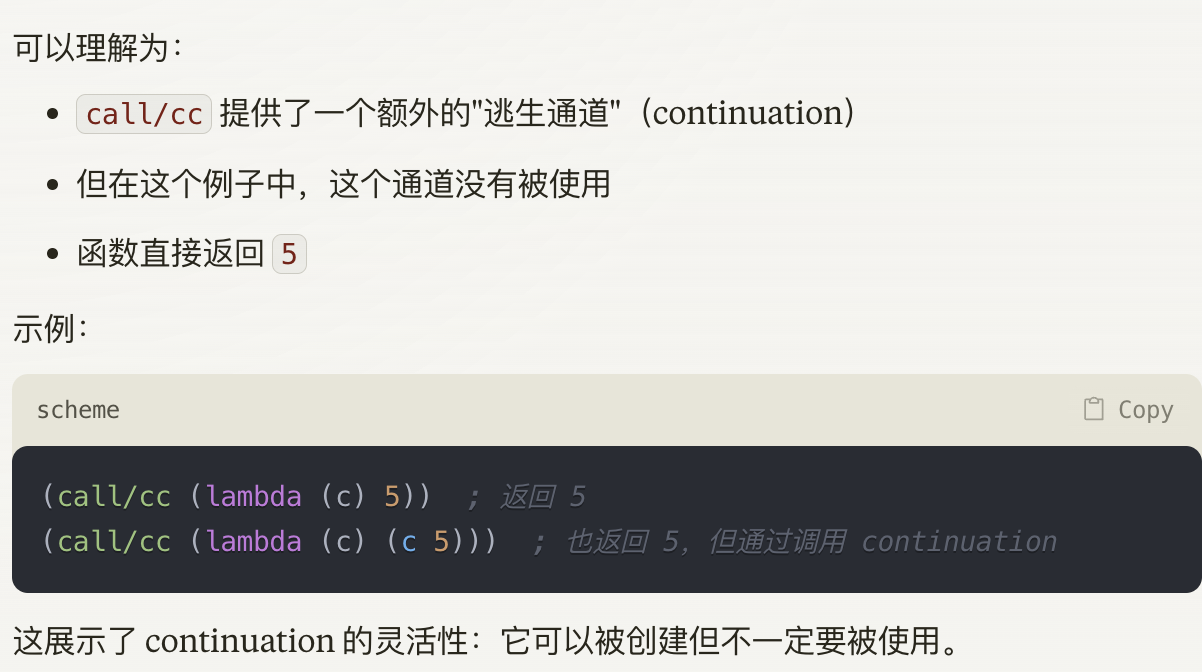 可以理解为：
• call/cc 提供了一个额外的"逃生通道"（continuation）
• 但在这个例子中，这个通道没有被使用
• 函数直接返回 5
示例：
scheme Copy
(call/cc (lambda (c) 5))  ; 返回 5
(call/cc (lambda (c) (c 5)))  ; 也返回 5，但通过调用 continuation
这展示了 continuation 的灵活性：它可以被创建但不一定要被使用。